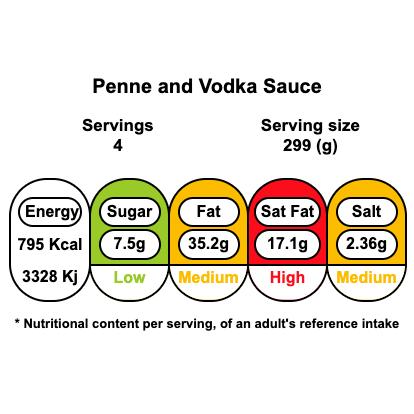 Penne and Vodka Sauce
Servings Serving size
4 299 (g)
Energy Sugar Fat Sat Fat Salt
795 Kcal 7.5g 35.2g 17.1g 2.36g
3328 Kj Low Medium High Medium
* Nutritional content per serving, of an adult's reference intake